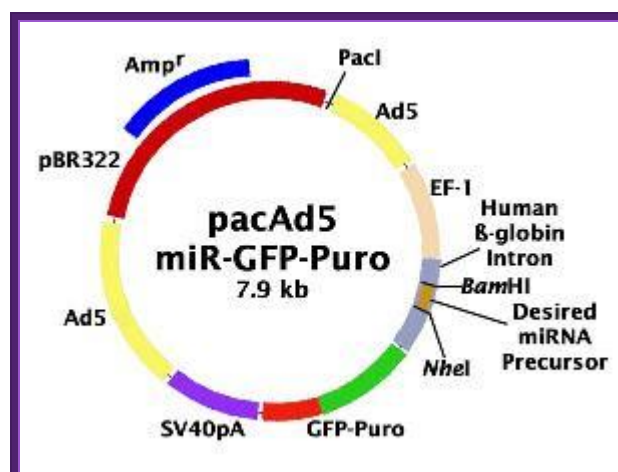 Ampʳ
PacI
Ad5
pBR322
EF-1
pacAd5
miR-GFP-Puro
7.9 kb
Human
ß-globin
Intron
BamHI
Desired
miRNA
Precursor
NheI
Ad5
SV40pA
GFP-Puro